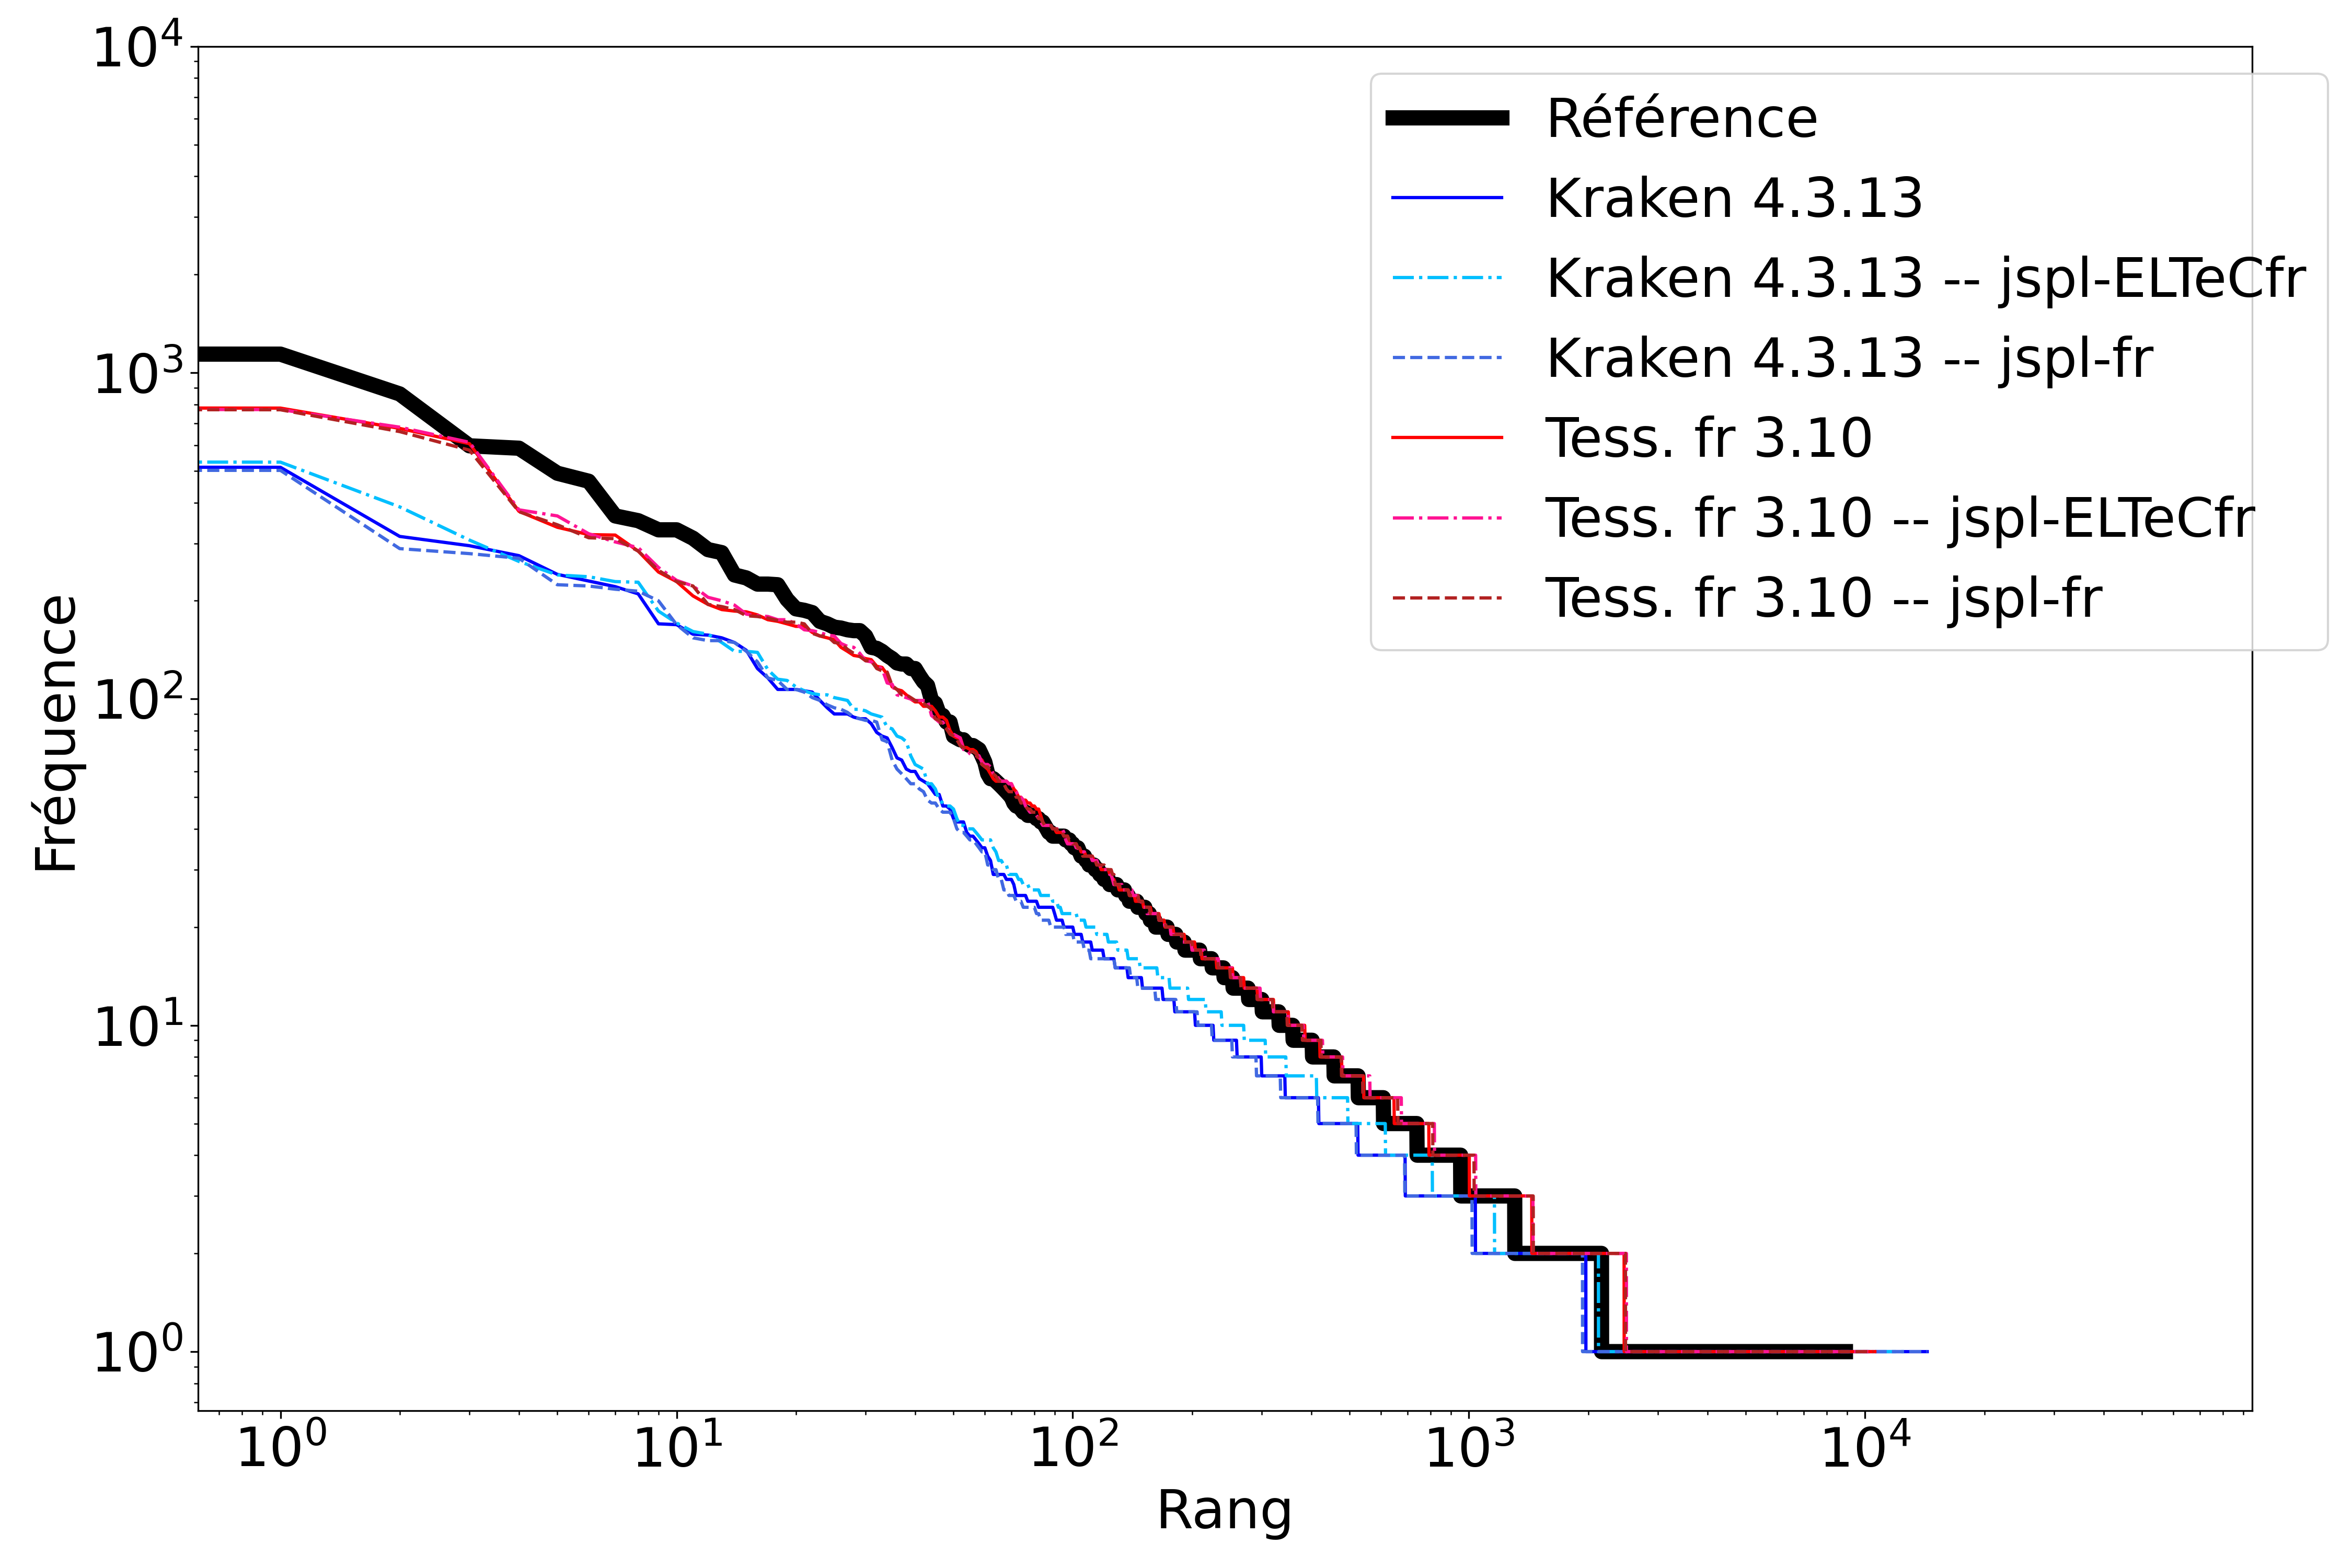 10⁴
10³
10²
10¹
10⁰
Fréquence
10⁰ 10¹ 10² 10³ 10⁴
Rang
Référence
Kraken 4.3.13
Kraken 4.3.13 -- jspl-ELTeCfr
Kraken 4.3.13 -- jspl-fr
Tess. fr 3.10
Tess. fr 3.10 -- jspl-ELTeCfr
Tess. fr 3.10 -- jspl-fr